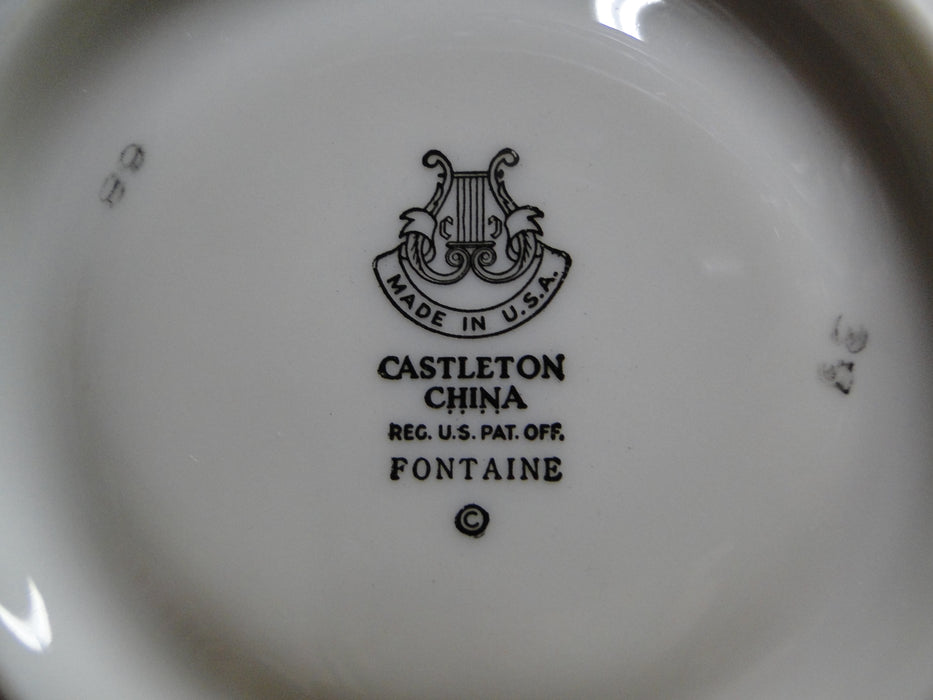 MADE IN U.S.A.
CASTLETON
CHINA
REG. U.S. PAT. OFF.
FONTAINE
©